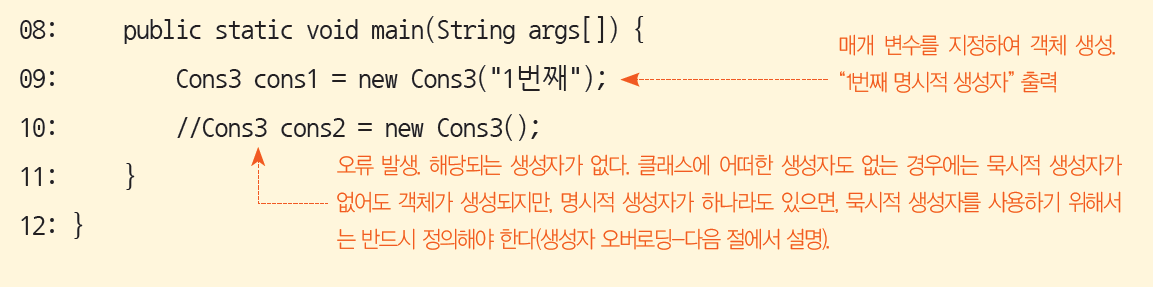 08: public static void main(String args[]) {
매개 변수를 지정하여 객체 생성.
09: Cons3 cons1 = new Cons3("1번째");
“1번째 명시적 생성자” 출력
10: //Cons3 cons2 = new Cons3();
오류 발생. 해당되는 생성자가 없다. 클래스에 어떠한 생성자도 없는 경우에는 묵시적 생성자가
11: }
없어도 객체가 생성되지만, 명시적 생성자가 하나라도 있으면, 묵시적 생성자를 사용하기 위해서
12: }
는 반드시 정의해야 한다(생성자 오버로딩-다음 절에서 설명).